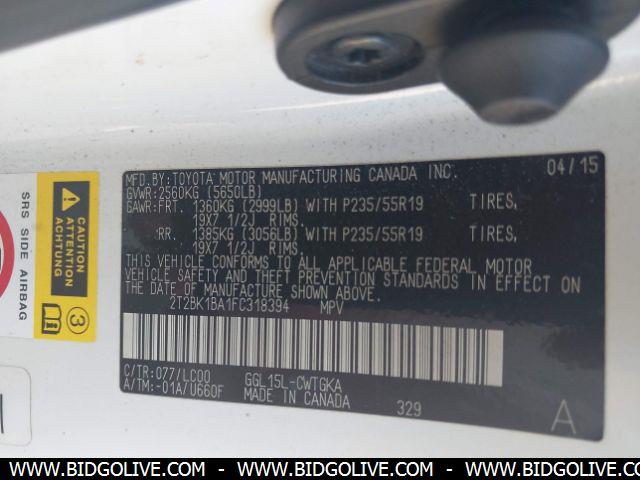 MFD.BY:TOYOTA MOTOR MANUFACTURING CANADA INC. 04/15
GVWR:2560KG (5650LB)
GAWR:FRT. 1360KG (2999LB) WITH P235/55R19 TIRES,
19X7 1/2J RIMS.
:RR. 1385KG (3056LB) WITH P235/55R19 TIRES,
19X7 1/2J RIMS.
THIS VEHICLE CONFORMS TO ALL APPLICABLE FEDERAL MOTOR
VEHICLE SAFETY AND THEFT PREVENTION STANDARDS IN EFFECT ON
THE DATE OF MANUFACTURE SHOWN ABOVE.
2T2BK1BA1FC318394 MPV
C/TR:077/LC00 GGL15L-CWTGKA
A/TM:-01A/U660F MADE IN CANADA 329 A
SRS SIDE AIRBAG
CAUTION
ATTENTION
ACHTUNG
3
WWW.BIDGOLIVE.COM - WWW.BIDGOLIVE.COM - WWW.BIDGOLIVE.COM